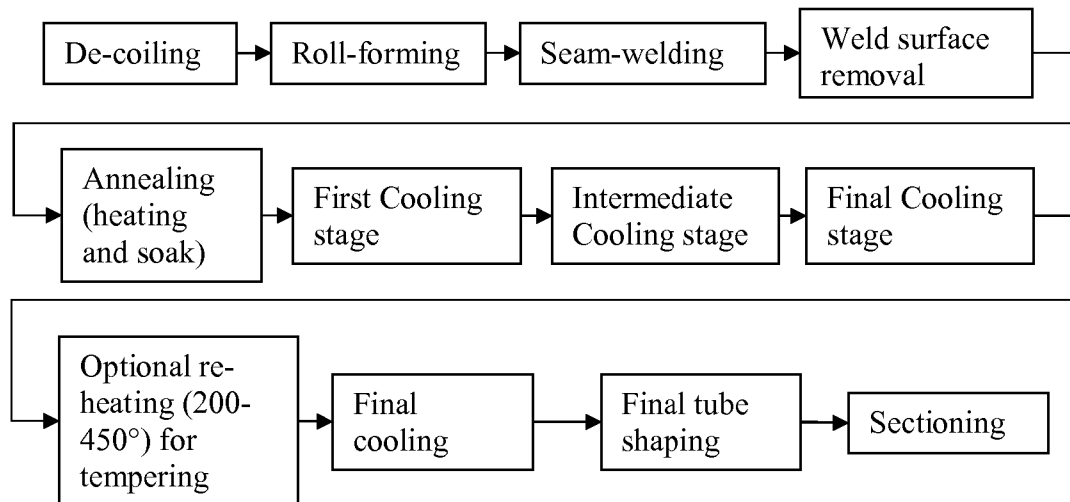 De-coiling
Roll-forming
Seam-welding
Weld surface
removal
Annealing
(heating
and soak)
First Cooling
stage
Intermediate
Cooling stage
Final Cooling
stage
Optional re-
heating (200-
450°) for
tempering
Final
cooling
Final tube
shaping
Sectioning